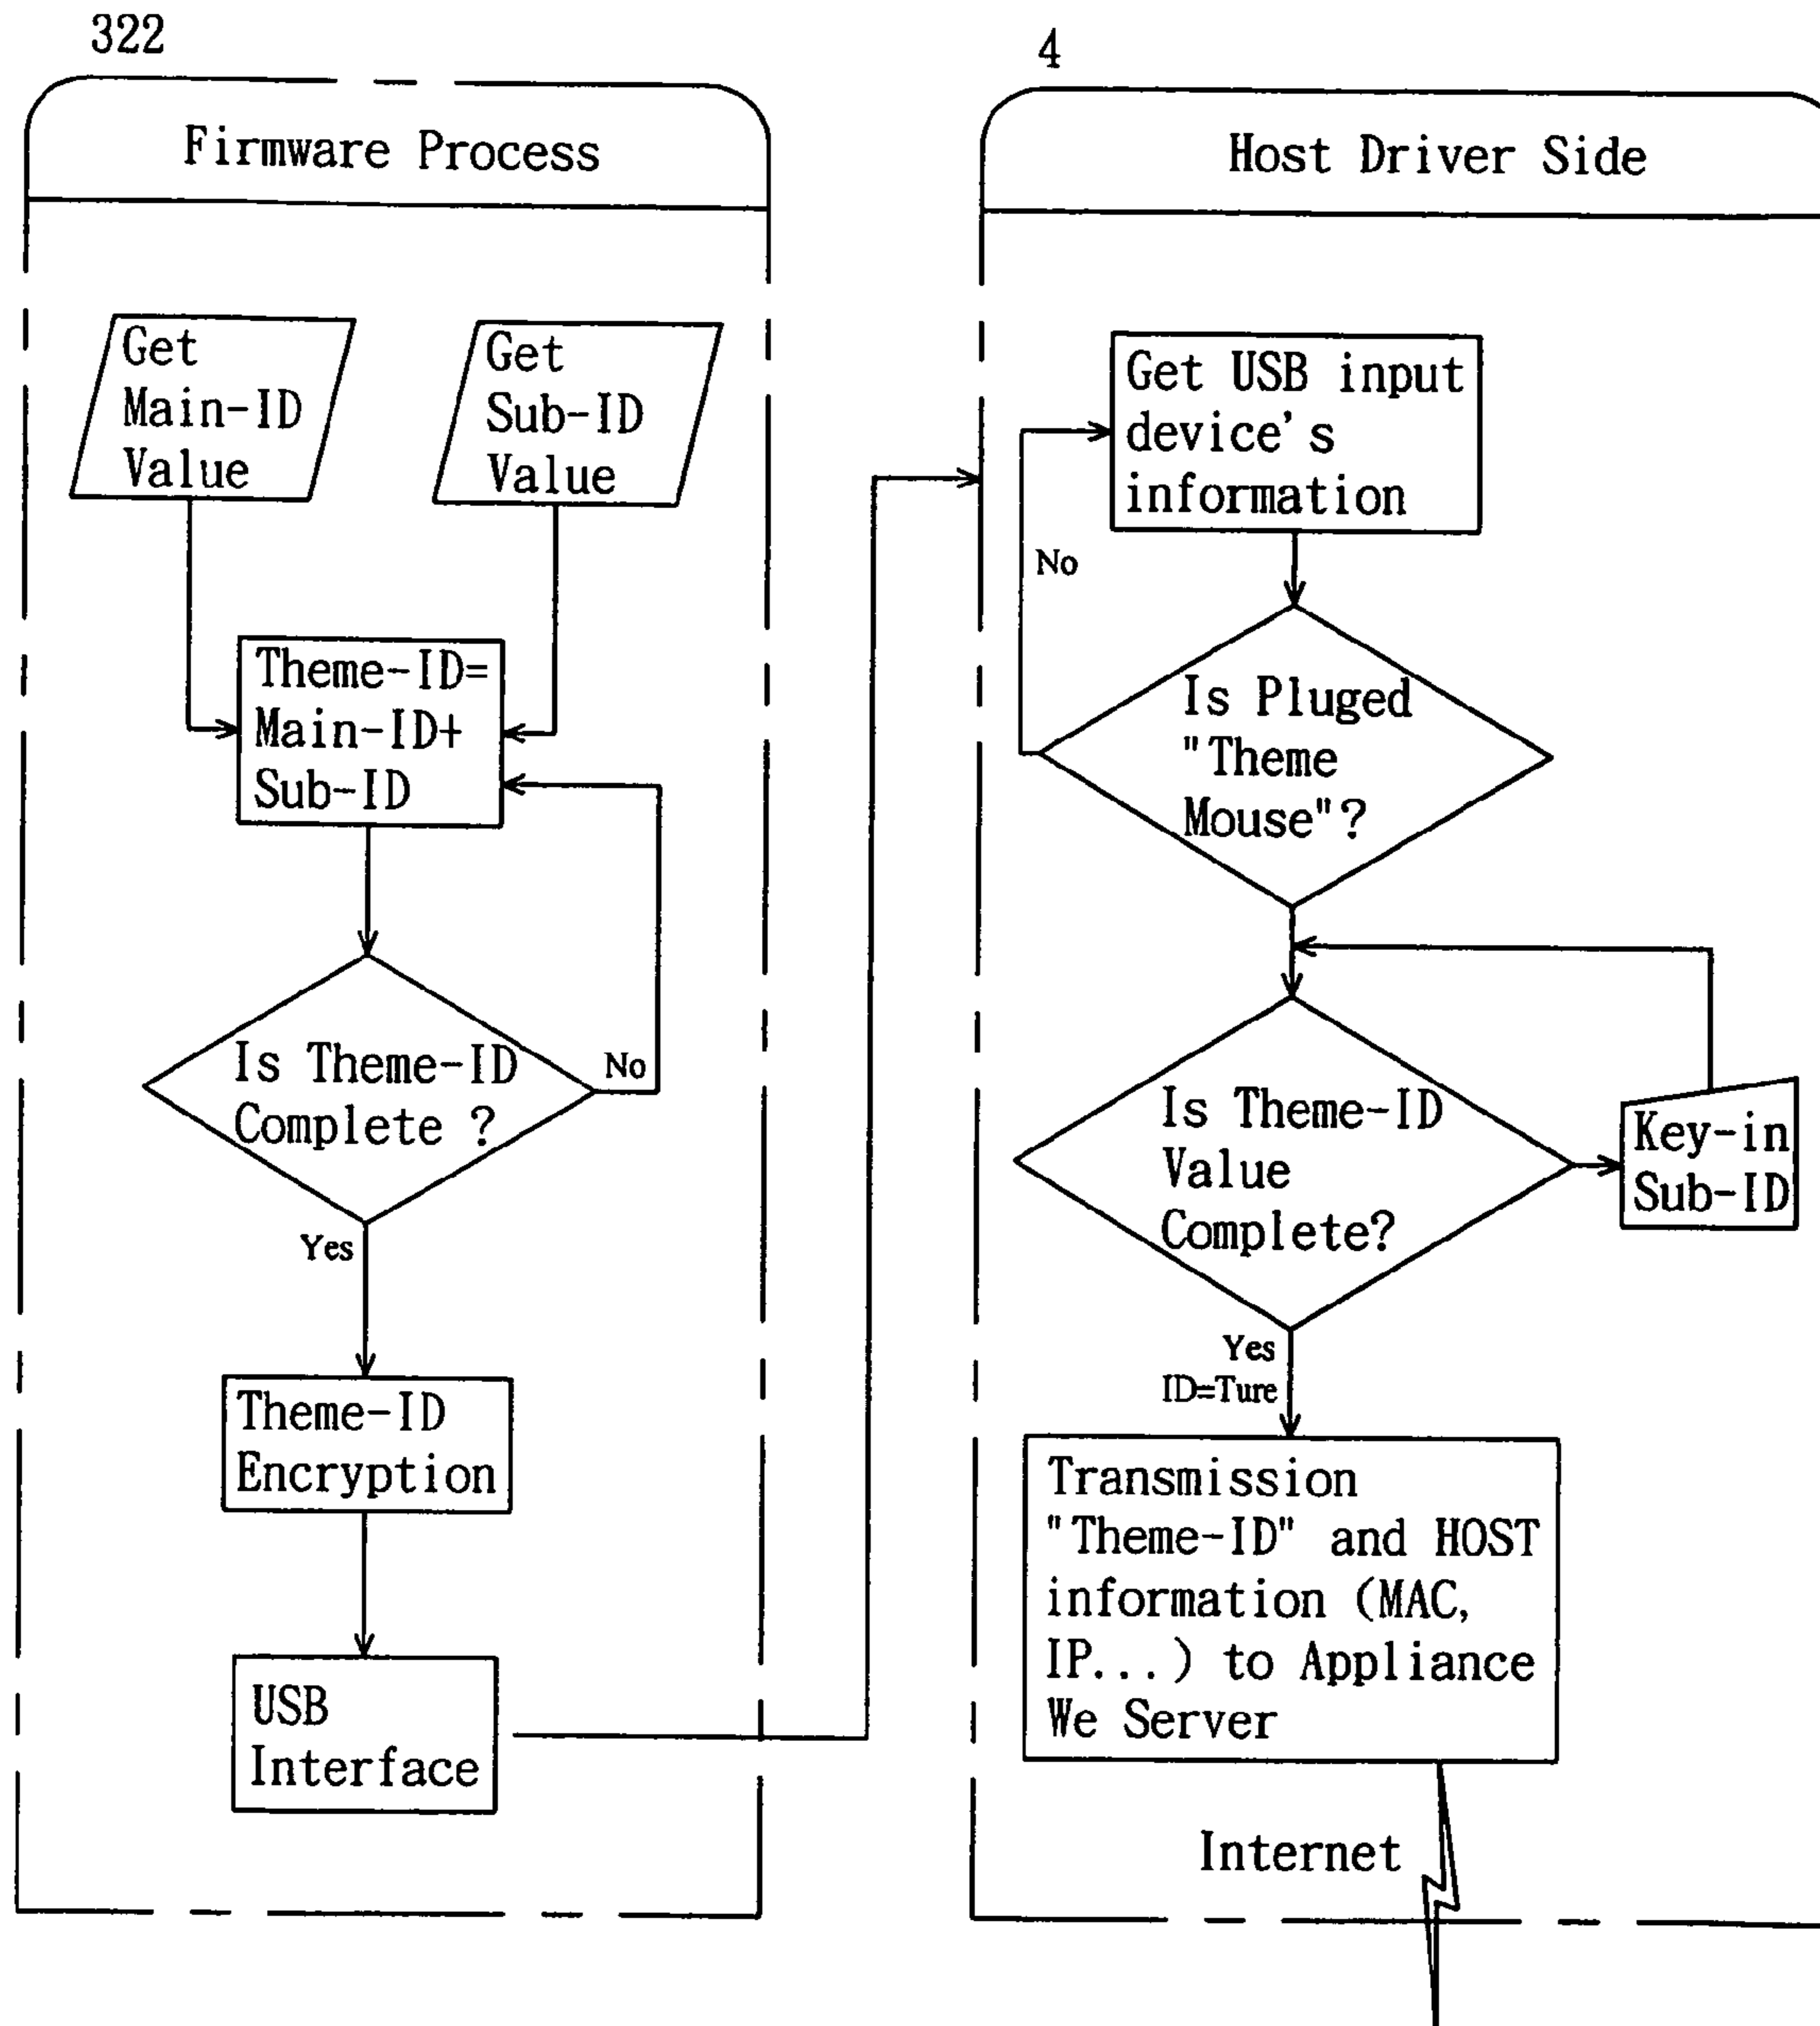 322
Firmware Process
Get
Main-ID
Value
Get
Sub-ID
Value
Theme-ID=
Main-ID+
Sub-ID
Is Theme-ID
Complete ?
No
Yes
Theme-ID
Encryption
USB
Interface
4
Host Driver Side
Get USB input
device's
information
No
Is Pluged
"Theme
Mouse"?
Is Theme-ID
Value
Complete?
Key-in
Sub-ID
Yes
ID=Ture
Transmission
"Theme-ID" and HOST
information (MAC,
IP...) to Appliance
We Server
Internet